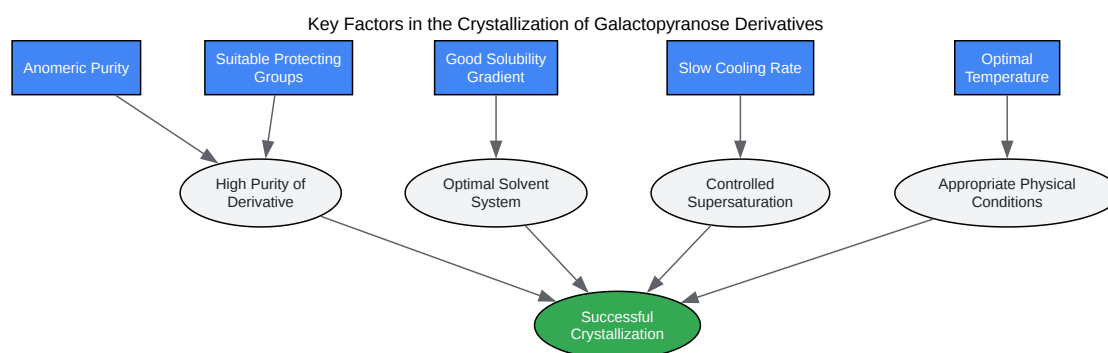 Key Factors in the Crystallization of Galactopyranose Derivatives
Anomeric Purity
Suitable Protecting
Groups
Good Solubility
Gradient
Slow Cooling Rate
Optimal
Temperature
High Purity of
Derivative
Optimal Solvent
System
Controlled
Supersaturation
Appropriate Physical
Conditions
Successful
Crystallization